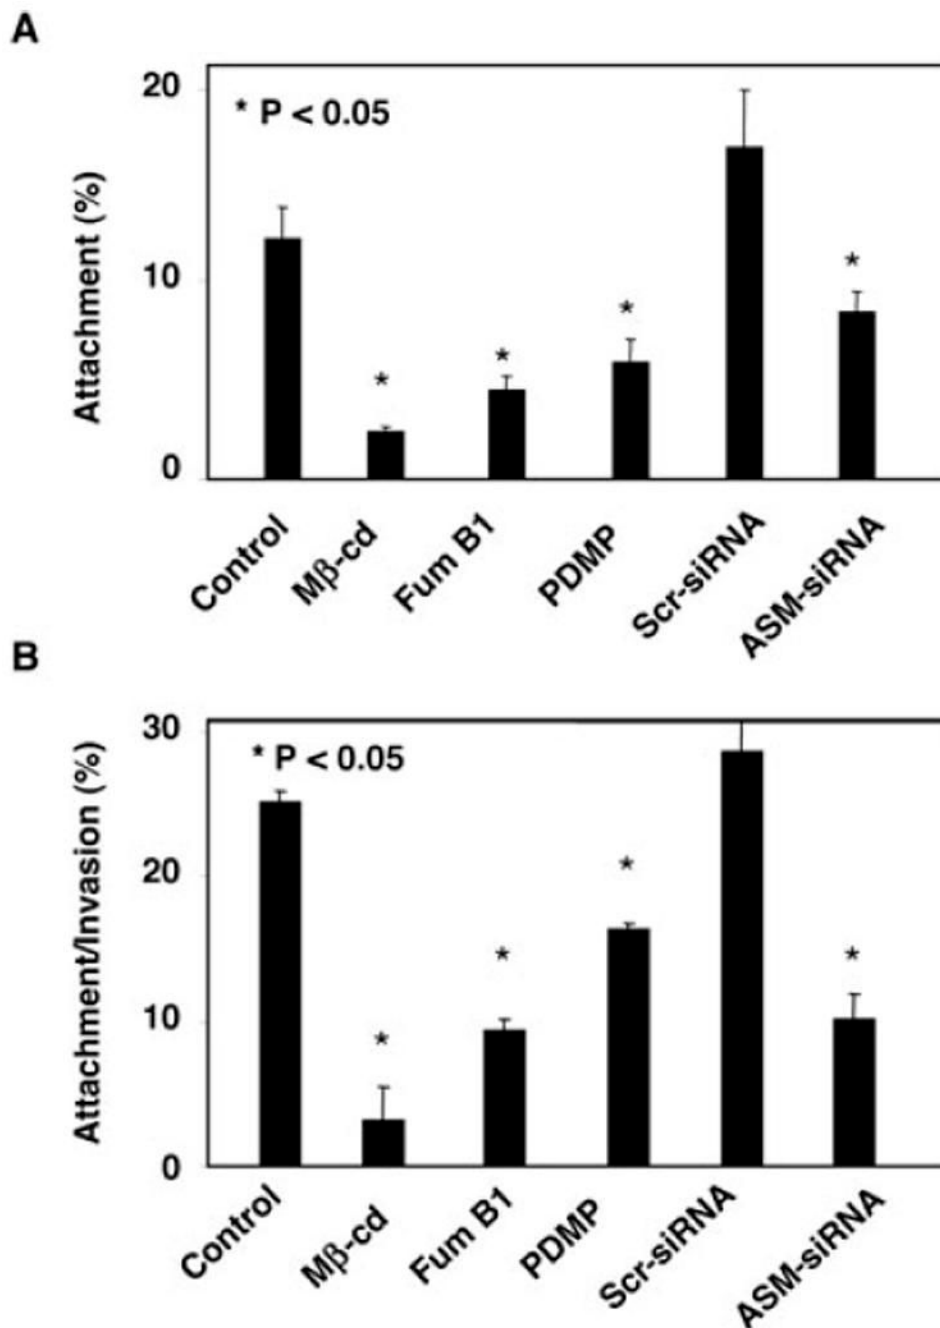 A
20
* P < 0.05
Attachment (%)
10
0
Control
Mβ-cd
Fum B1
PDMP
Scr-siRNA
ASM-siRNA
*
*
*
*
B
30
* P < 0.05
Attachment/Invasion (%)
20
10
0
Control
Mβ-cd
Fum B1
PDMP
Scr-siRNA
ASM-siRNA
*
*
*
*